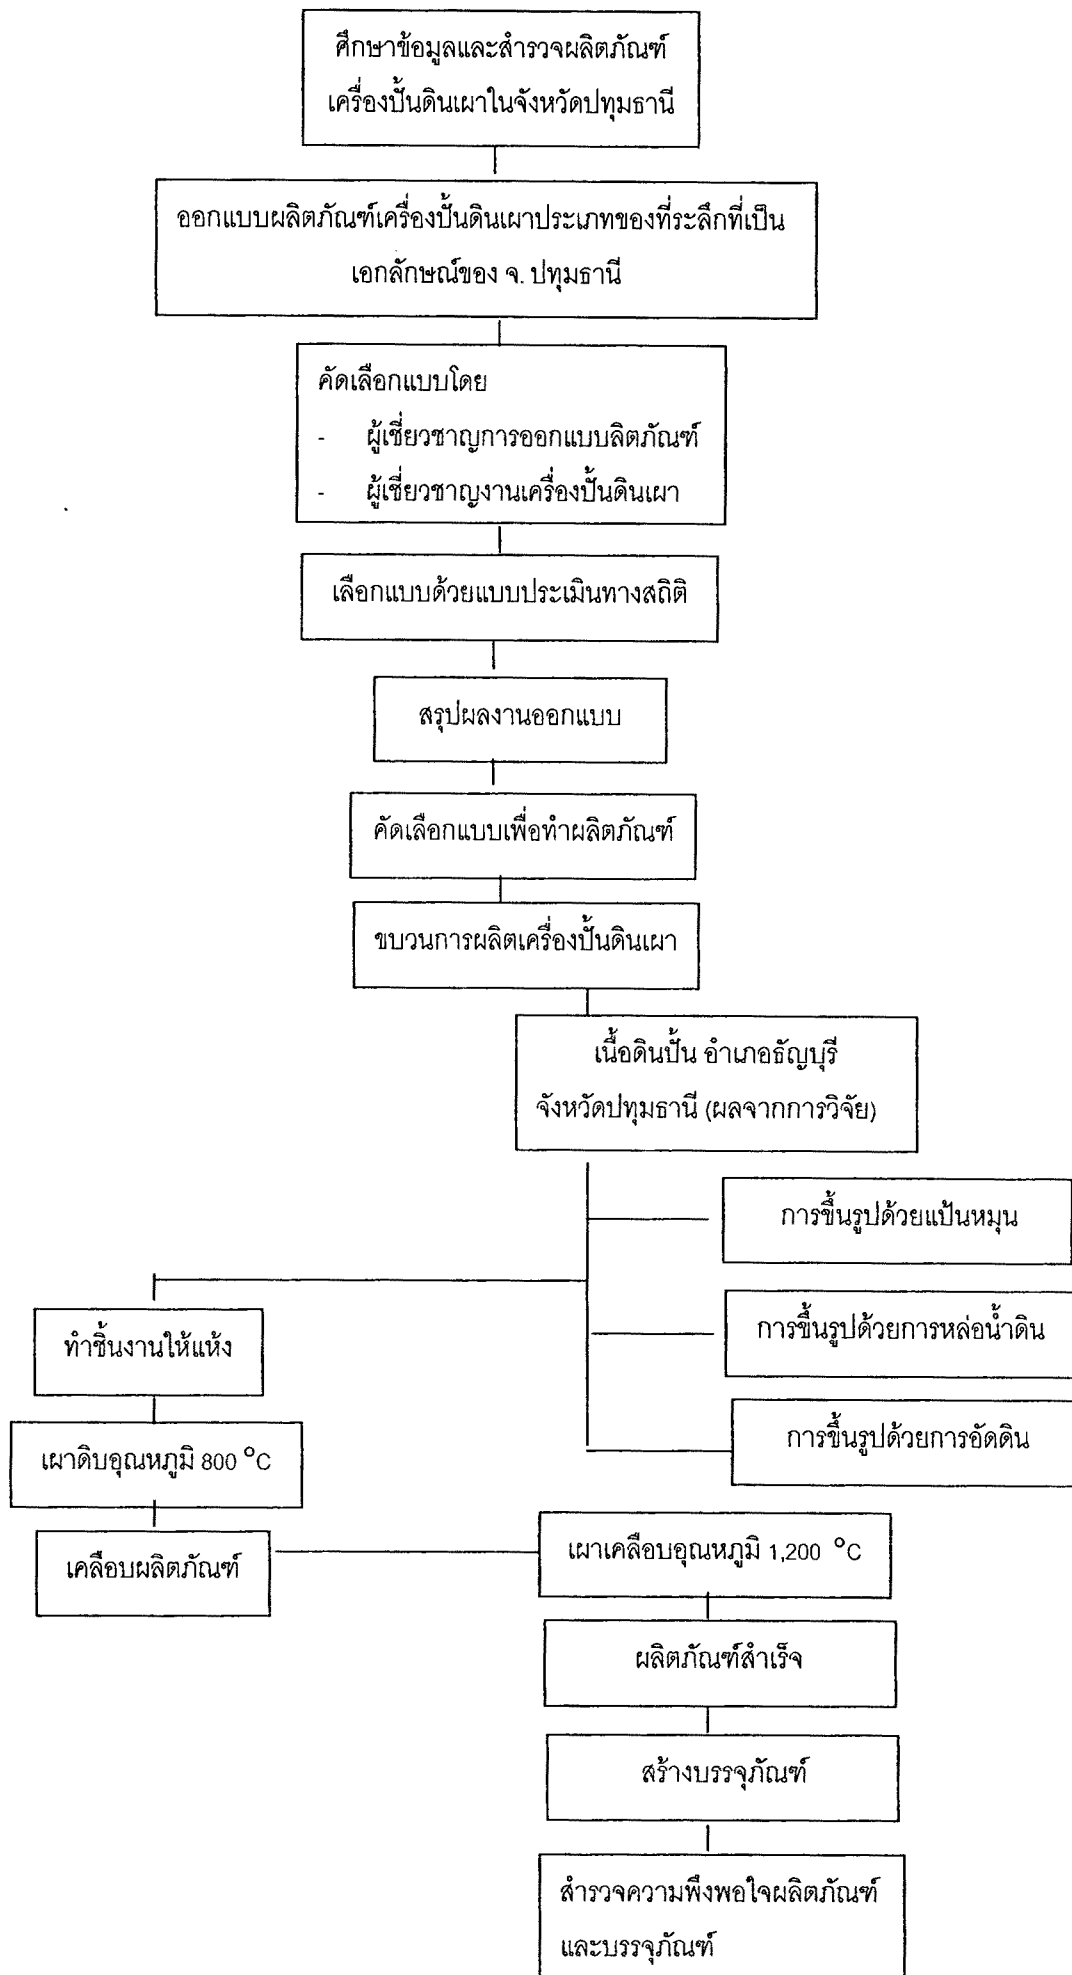 ศึกษาข้อมูลและสำรวจผลิตภัณฑ์
เครื่องปั้นดินเผาในจังหวัดปทุมธานี
ออกแบบผลิตภัณฑ์เครื่องปั้นดินเผาประเภทของที่ระลึกที่เป็น
เอกลักษณ์ของ จ. ปทุมธานี
คัดเลือกแบบโดย
- ผู้เชี่ยวชาญการออกแบบลิตภัณฑ์
- ผู้เชี่ยวชาญงานเครื่องปั้นดินเผา
เลือกแบบด้วยแบบประเมินทางสถิติ
สรุปผลงานออกแบบ
คัดเลือกแบบเพื่อทำผลิตภัณฑ์
ขบวนการผลิตเครื่องปั้นดินเผา
เนื้อดินปั้น อำเภอธัญบุรี
จังหวัดปทุมธานี (ผลจากการวิจัย)
การขึ้นรูปด้วยแป้นหมุน
การขึ้นรูปด้วยการหล่อน้ำดิน
การขึ้นรูปด้วยการอัดดิน
ทำชิ้นงานให้แห้ง
เผาดิบอุณหภูมิ 800 °C
เคลือบผลิตภัณฑ์
เผาเคลือบอุณหภูมิ 1,200 °C
ผลิตภัณฑ์สำเร็จ
สร้างบรรจุภัณฑ์
สำรวจความพึงพอใจผลิตภัณฑ์
และบรรจุภัณฑ์